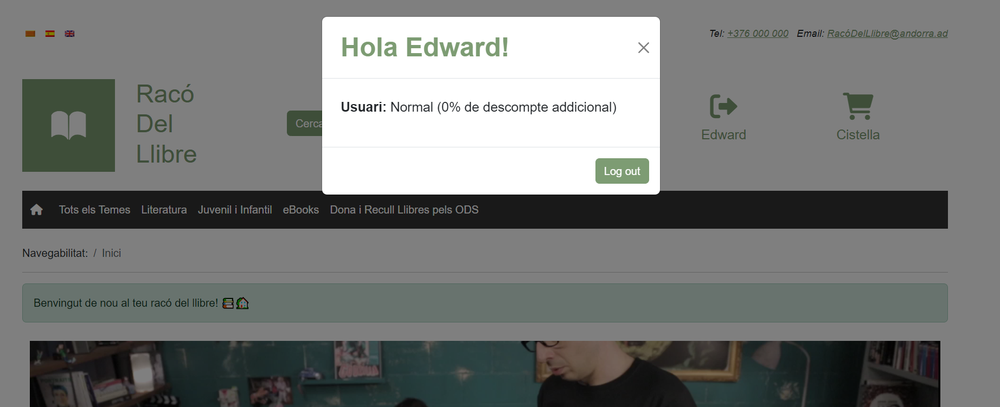 Tel: +376 000 000 Email: RacóDelLlibre@andorra.ad
Hola Edward!
Usuari: Normal (0% de descompte addicional)
Log out
Racó
Del
Llibre
Cerca
Edward
Cistella
Tots els Temes Literatura Juvenil i Infantil eBooks Dona i Recull Llibres pels ODS
Navegabilitat: / Inici
Benvingut de nou al teu racó del llibre!